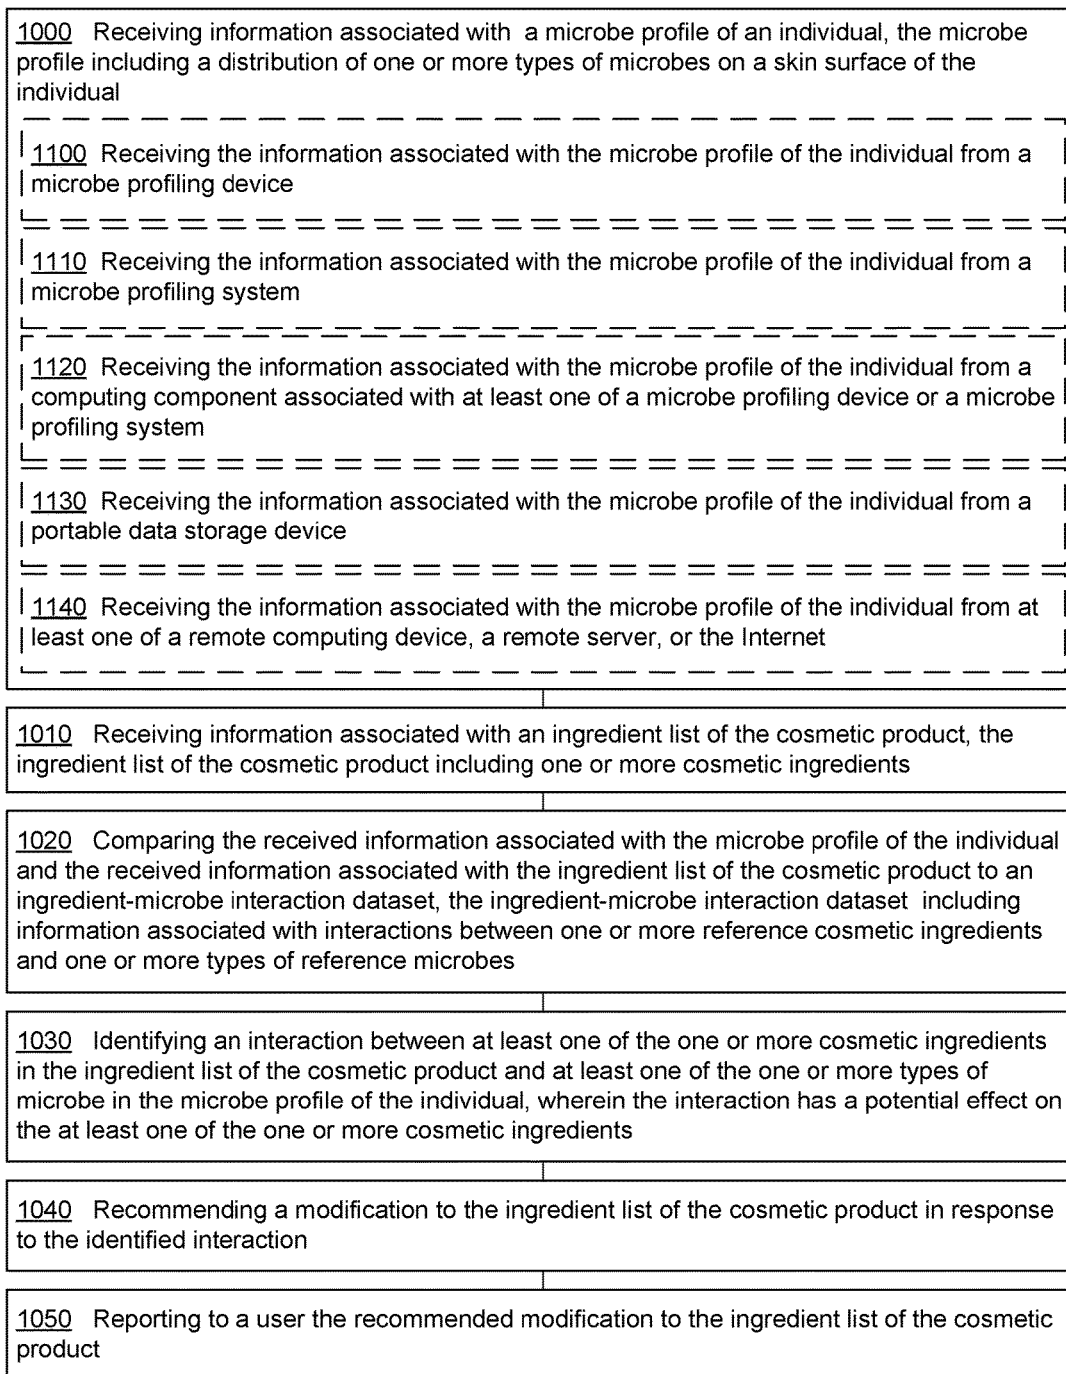 1000 Receiving information associated with a microbe profile of an individual, the microbe
profile including a distribution of one or more types of microbes on a skin surface of the
individual
1100 Receiving the information associated with the microbe profile of the individual from a
microbe profiling device
1110 Receiving the information associated with the microbe profile of the individual from a
microbe profiling system
1120 Receiving the information associated with the microbe profile of the individual from a
computing component associated with at least one of a microbe profiling device or a microbe
profiling system
1130 Receiving the information associated with the microbe profile of the individual from a
portable data storage device
1140 Receiving the information associated with the microbe profile of the individual from at
least one of a remote computing device, a remote server, or the Internet
1010 Receiving information associated with an ingredient list of the cosmetic product, the
ingredient list of the cosmetic product including one or more cosmetic ingredients
1020 Comparing the received information associated with the microbe profile of the individual
and the received information associated with the ingredient list of the cosmetic product to an
ingredient-microbe interaction dataset, the ingredient-microbe interaction dataset including
information associated with interactions between one or more reference cosmetic ingredients
and one or more types of reference microbes
1030 Identifying an interaction between at least one of the one or more cosmetic ingredients
in the ingredient list of the cosmetic product and at least one of the one or more types of
microbe in the microbe profile of the individual, wherein the interaction has a potential effect on
the at least one of the one or more cosmetic ingredients
1040 Recommending a modification to the ingredient list of the cosmetic product in response
to the identified interaction
1050 Reporting to a user the recommended modification to the ingredient list of the cosmetic
product